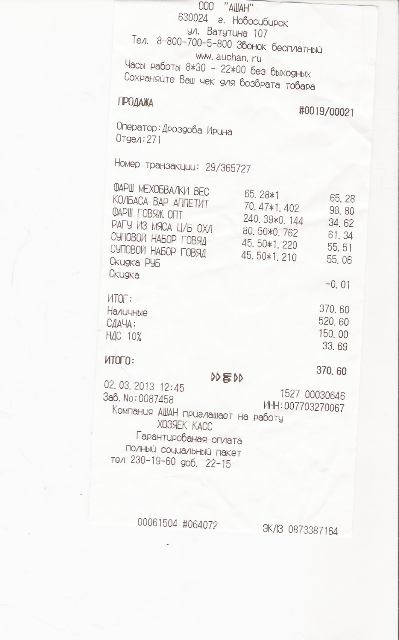 ООО "АШАН"
630024 г. Новосибирск
ул. Ватутина 107
Тел. 8-800-700-5-800 Звонок бесплатный
www.auchan.ru
Часы работы 8*30 - 22*00 без выходных
Сохраняйте Ваш чек для возврата товара
ПРОДАЖА #0019/00021
Оператор:Дроздова Ирина
Отдел:271
Номер транзакции: 29/365727
ФАРШ МЕХОБВАЛКИ ВЕС 65.28*1 65.28
КОЛБАСА ВАР АППЕТИТ 70.47*1.402 98.80
ФАРШ ГОВЯЖ ОПТ 240.39*0.144 34.62
РАГУ ИЗ МЯСА Ц/Б ОХЛ 80.50*0.762 61.34
СУПОВОЙ НАБОР ГОВЯД 45.50*1.220 55.51
СУПОВОЙ НАБОР ГОВЯД 45.50*1.210 55.06
Скидка РУБ
Скидка -0.01
ИТОГ: 370.60
Наличные 520.60
СДАЧА: 150.00
НДС 10% 33.69
ИТОГО: 370.60
02.03.2013 12:45 1527 00030646
Зав. No:0087458 ИНН:007703270067
Компания АШАН приглашает на работу
ХОЗЯЕК КАСС
Гарантированая оплата
полный социальный пакет
тел 230-19-60 доб. 22-15
00061504 #064072 ЭКЛЗ 0873387164